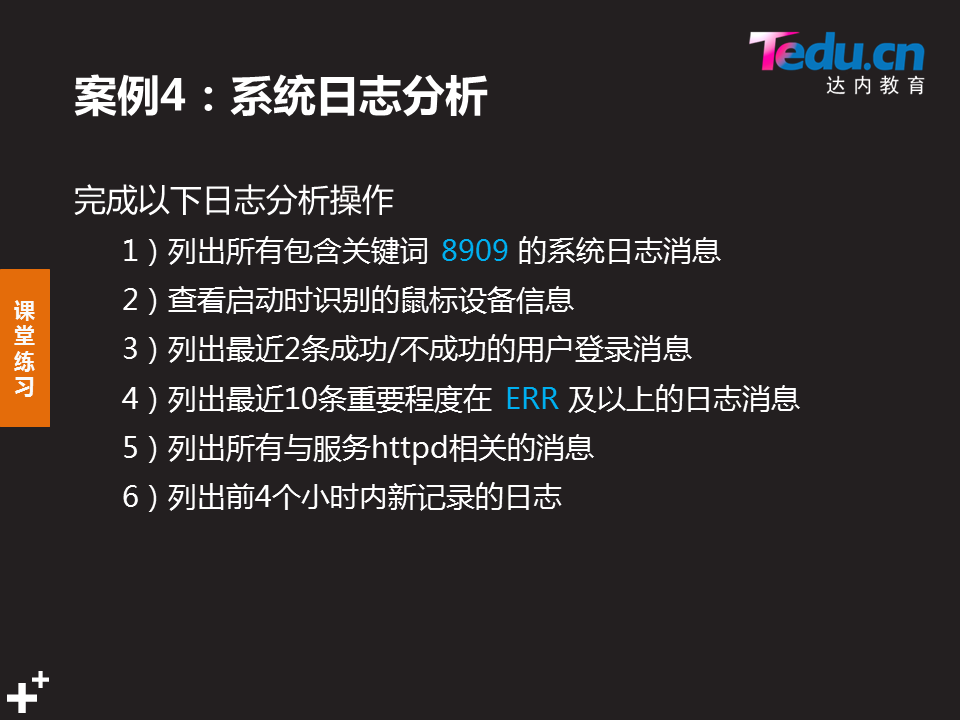 Tedu.cn
达内教育
案例4：系统日志分析
完成以下日志分析操作
1）列出所有包含关键词 8909 的系统日志消息
2）查看启动时识别的鼠标设备信息
3）列出最近2条成功/不成功的用户登录消息
4）列出最近10条重要程度在 ERR 及以上的日志消息
5）列出所有与服务httpd相关的消息
6）列出前4个小时内新记录的日志
课堂练习